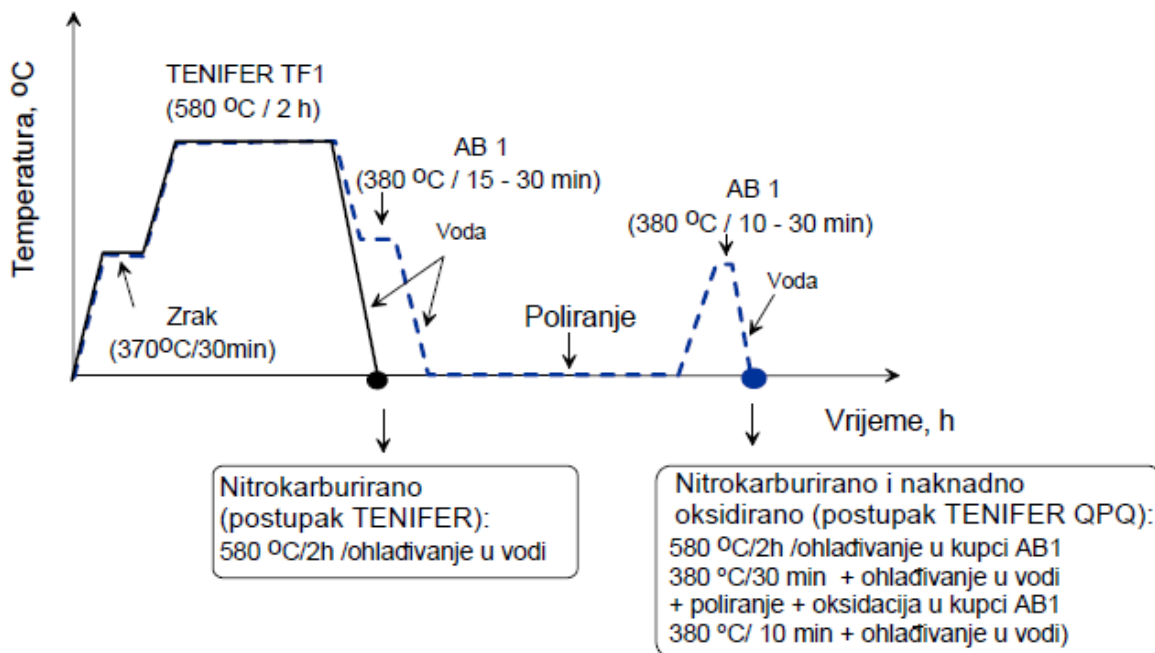 Temperatura, ºC
TENIFER TF1
(580 ºC / 2 h)
AB 1
(380 ºC / 15 - 30 min)
AB 1
(380 ºC / 10 - 30 min)
Voda
Voda
Zrak
(370ºC/30min)
Poliranje
Vrijeme, h
Nitrokarburirano
(postupak TENIFER):
580 ºC/2h /ohlađivanje u vodi
Nitrokarburirano i naknadno
oksidirano (postupak TENIFER QPQ):
580 ºC/2h /ohlađivanje u kupci AB1
380 ºC/30 min + ohlađivanje u vodi
+ poliranje + oksidacija u kupci AB1
380 ºC/ 10 min + ohlađivanje u vodi)